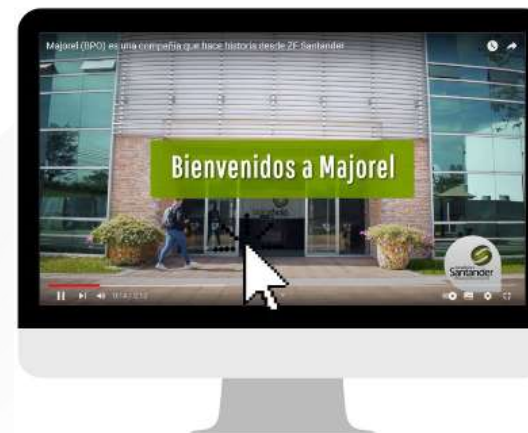 Majorel (BPO) es una compañía que hace historia desde ZF Santander
Bienvenidos a Majorel
Santander